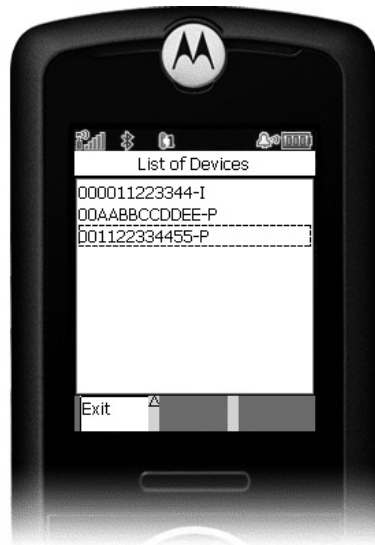 List of Devices
000011223344-I
00AABBCCDDEE-P
001122334455-P
Exit